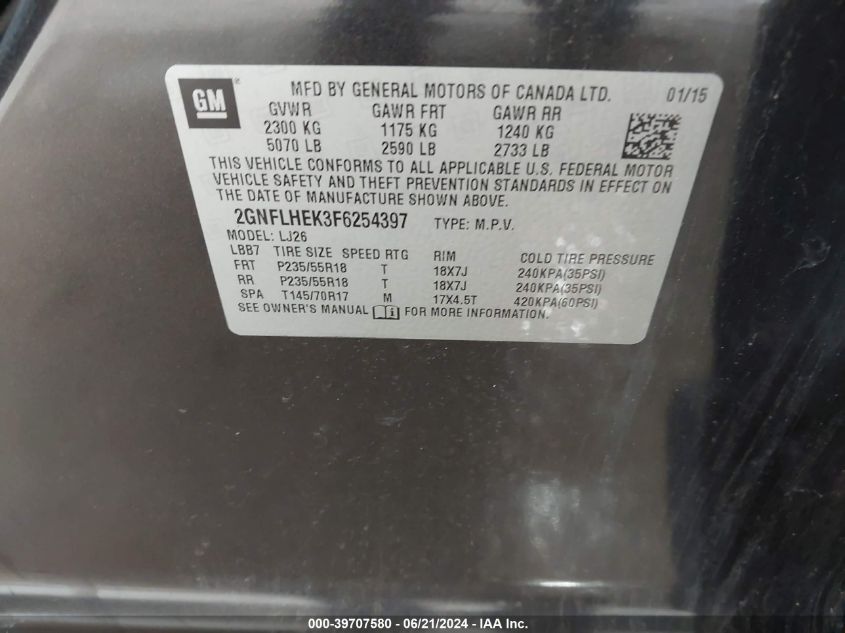 GM
MFD BY GENERAL MOTORS OF CANADA LTD. 01/15
GVWR GAWR FRT GAWR RR
2300 KG 1175 KG 1240 KG
5070 LB 2590 LB 2733 LB
THIS VEHICLE CONFORMS TO ALL APPLICABLE U.S. FEDERAL MOTOR
VEHICLE SAFETY AND THEFT PREVENTION STANDARDS IN EFFECT ON
THE DATE OF MANUFACTURE SHOWN ABOVE.
2GNFLHEK3F6254397 TYPE: M.P.V.
MODEL: LJ26
LBB7 TIRE SIZE SPEED RTG RIM COLD TIRE PRESSURE
FRT P235/55R18 T 18X7J 240KPA(35PSI)
RR P235/55R18 T 18X7J 240KPA(35PSI)
SPA T145/70R17 M 17X4.5T 420KPA(60PSI)
SEE OWNER'S MANUAL i FOR MORE INFORMATION.
000-39707580 - 06/21/2024 - IAA Inc.